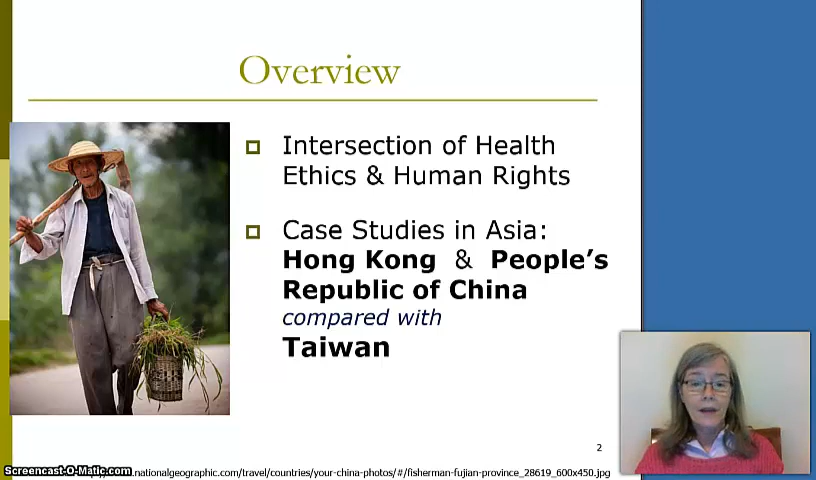 Overview
Intersection of Health
Ethics & Human Rights
Case Studies in Asia:
Hong Kong & People's
Republic of China
compared with
Taiwan
2
Screencast-O-Matic.com
.nationalgeographic.com/travel/countries/your-china-photos/#/fisherman-fujian-province_28619_600x450.jpg